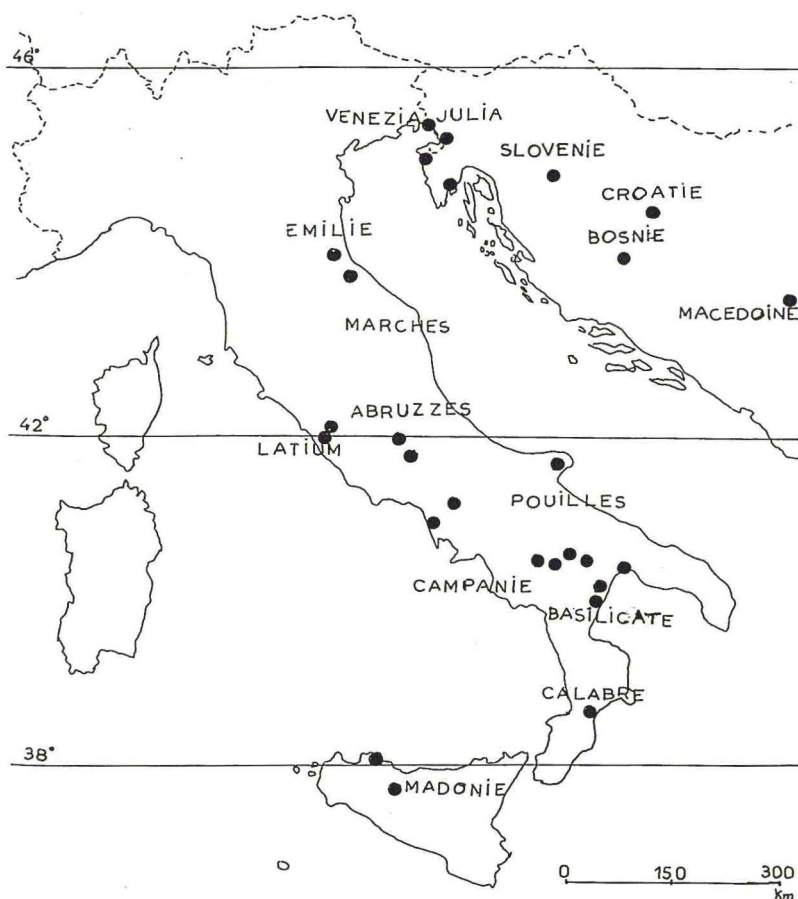 46°
VENEZIA JULIA
SLOVENIE
CROATIE
BOSNIE
EMILIE
MACEDOINE
MARCHES
ABRUZZES
42°
LATIUM
POUILLES
CAMPANIE
BASILICATE
CALABRE
38°
MADONIE
0 150 300
Km